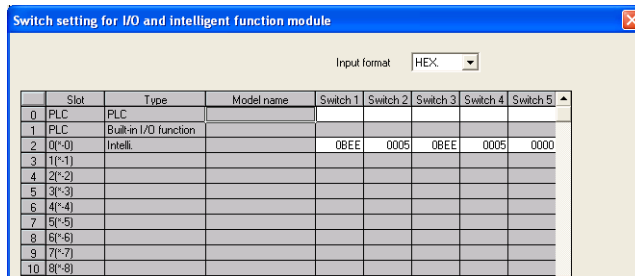 Switch setting for I/O and intelligent function module
Input format HEX.
Slot Type Model name Switch 1 Switch 2 Switch 3 Switch 4 Switch 5
0 PLC PLC
1 PLC Built-in I/O function
2 0(*-0) Intelli. 0BEE 0005 0BEE 0005 0000
3 1(*-1)
4 2(*-2)
5 3(*-3)
6 4(*-4)
7 5(*-5)
8 6(*-6)
9 7(*-7)
10 8(*-8)